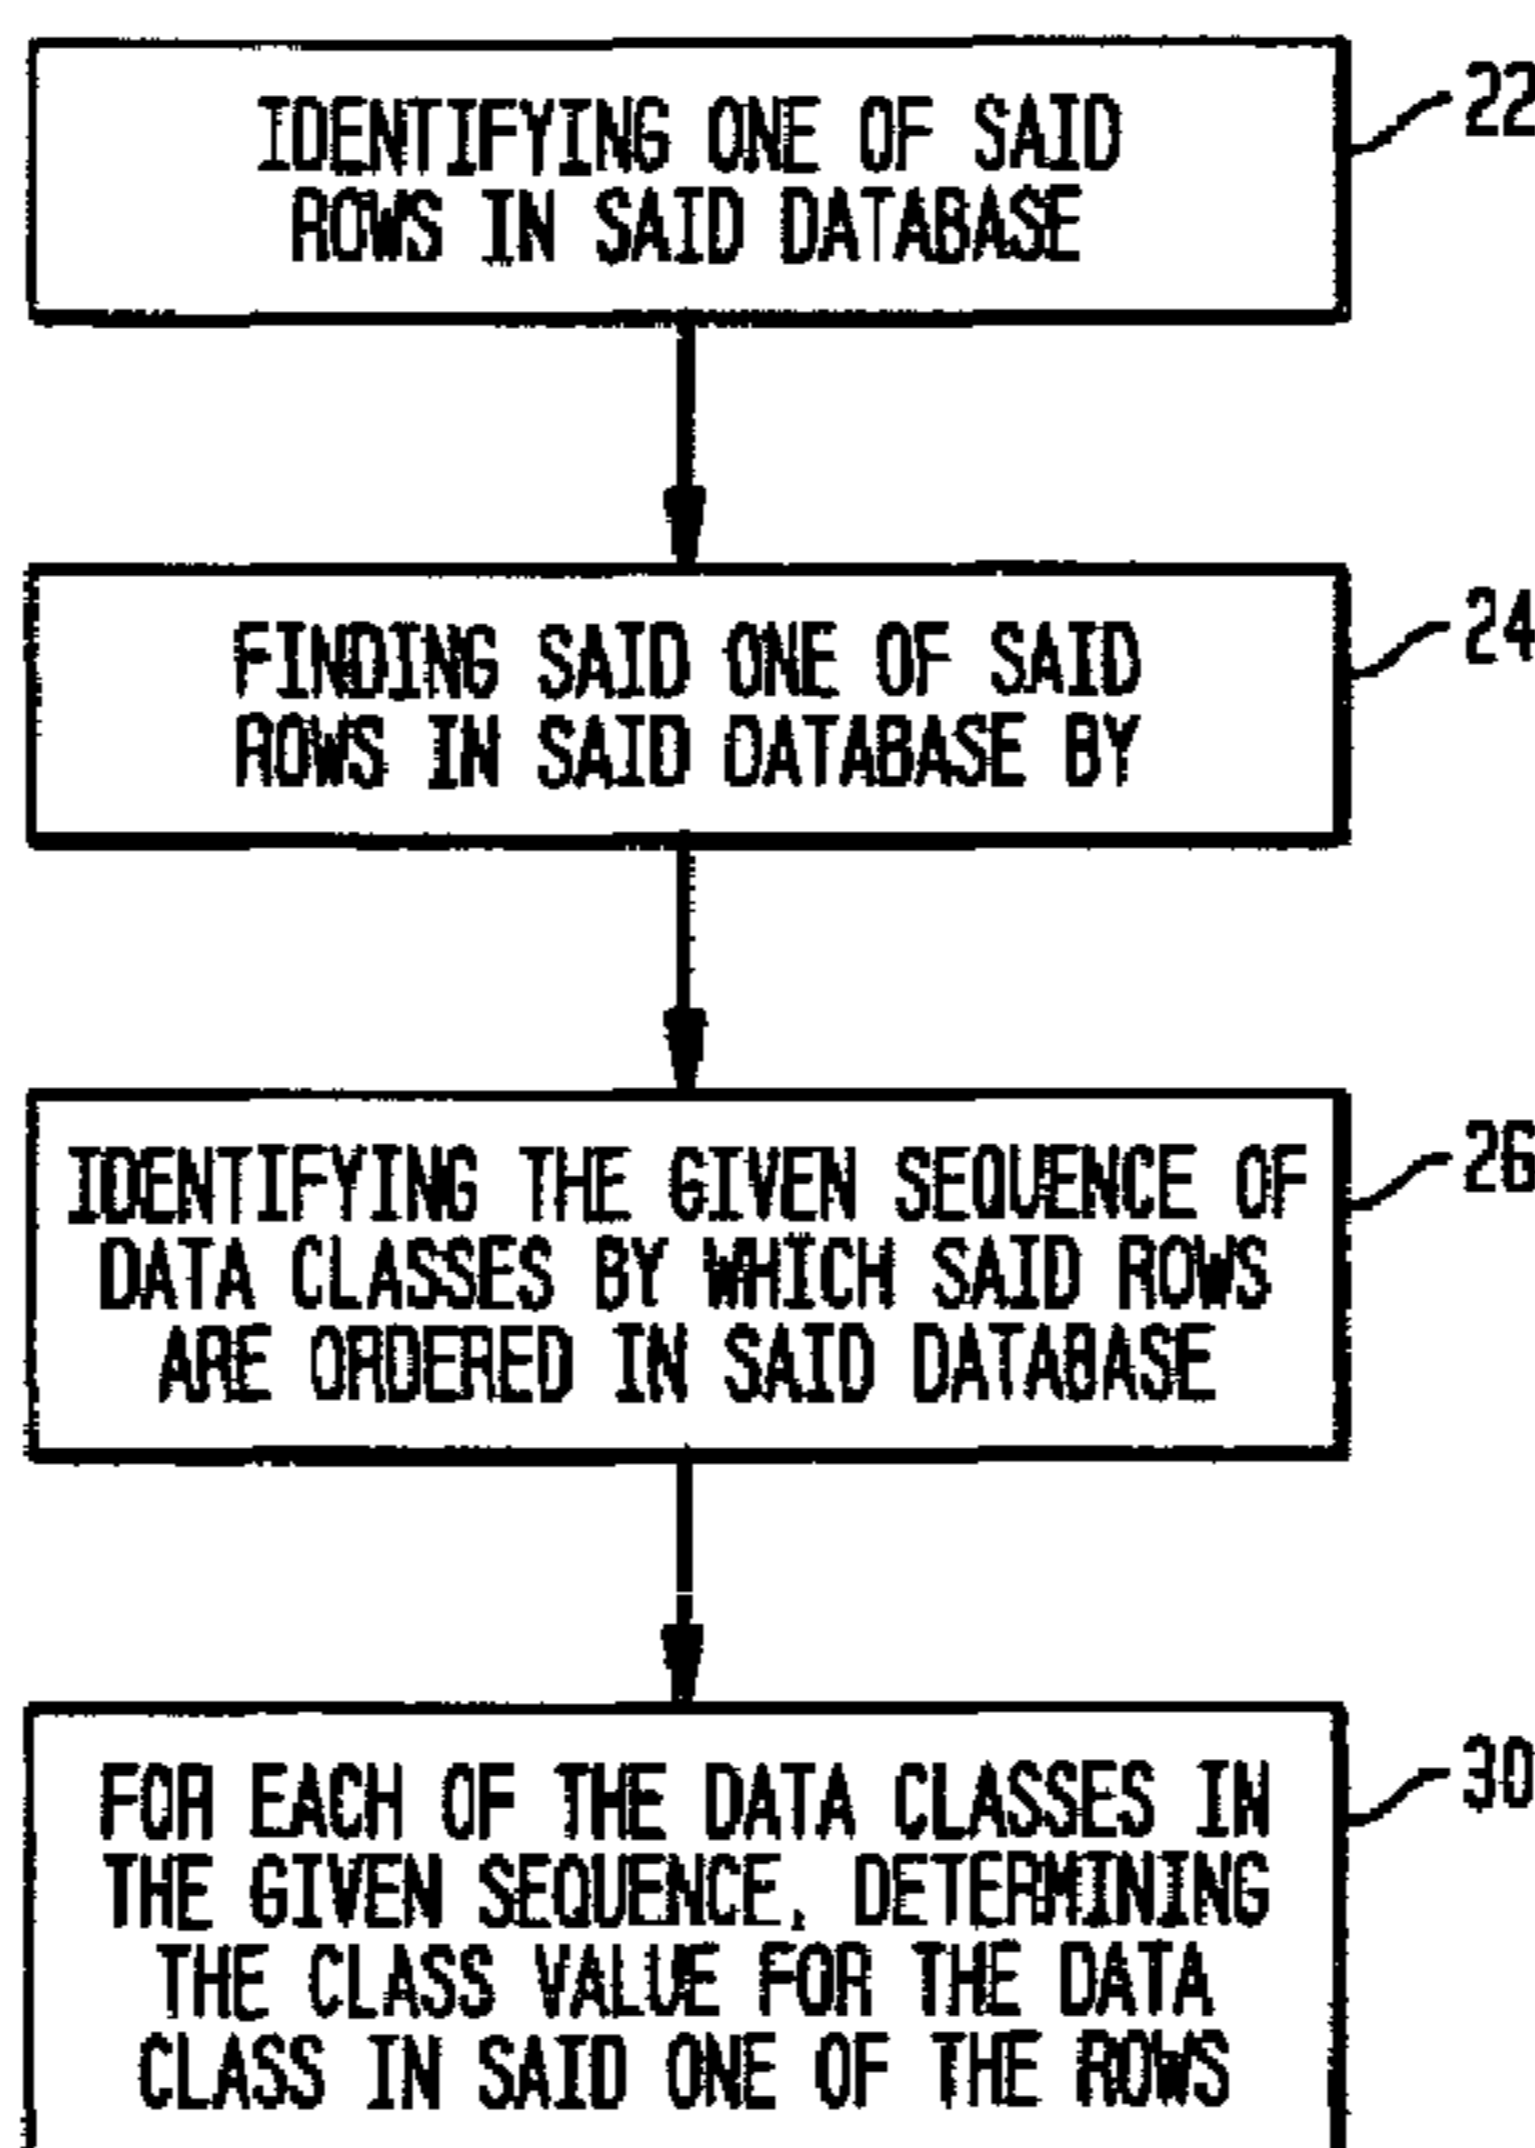 IDENTIFYING ONE OF SAID
ROWS IN SAID DATABASE
22
FINDING SAID ONE OF SAID
ROWS IN SAID DATABASE BY
24
IDENTIFYING THE GIVEN SEQUENCE OF
DATA CLASSES BY WHICH SAID ROWS
ARE ORDERED IN SAID DATABASE
26
FOR EACH OF THE DATA CLASSES IN
THE GIVEN SEQUENCE, DETERMINING
THE CLASS VALUE FOR THE DATA
CLASS IN SAID ONE OF THE ROWS
30